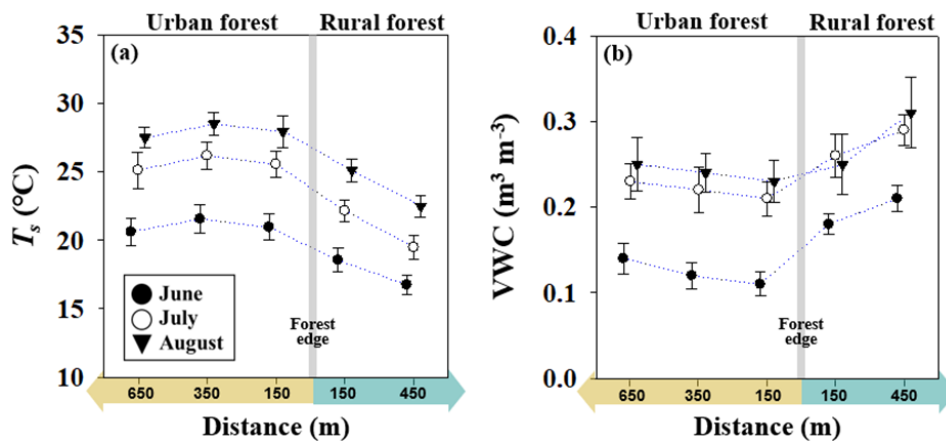 Urban forest Rural forest
(a)
35
30
25
20
15
10
Ts (℃)
June
July
August
Forest
edge
650 350 150 150 450
Distance (m)
Urban forest Rural forest
(b)
0.4
0.3
0.2
0.1
0.0
VWC (m³ m⁻³)
Forest
edge
650 350 150 150 450
Distance (m)